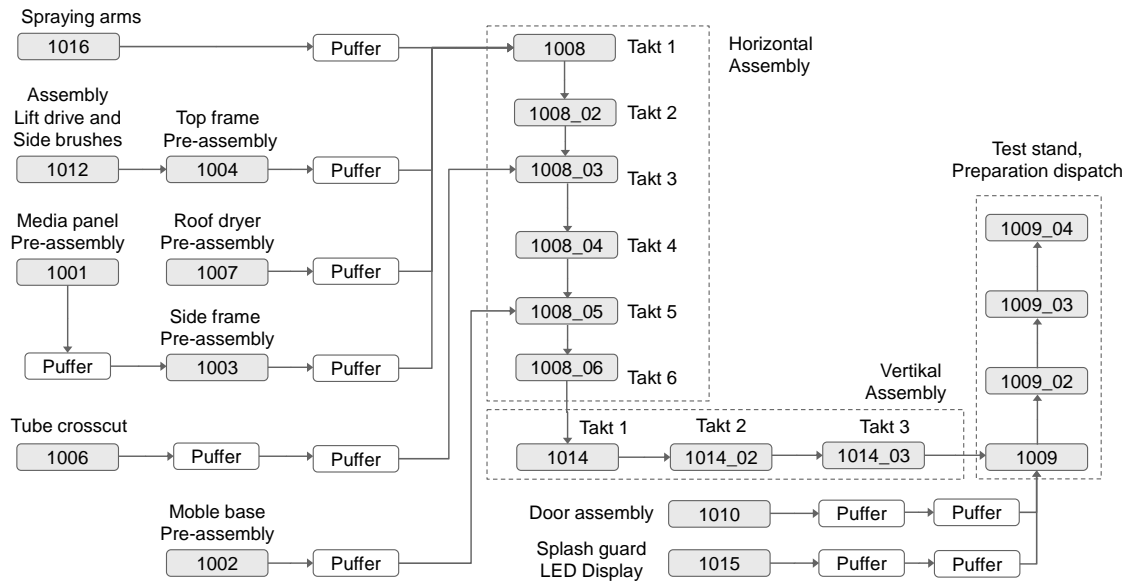 Spraying arms
1016
Puffer
1008
Takt 1
Horizontal
Assembly
Assembly
Lift drive and
Side brushes
Top frame
Pre-assembly
1012
1004
Puffer
1008_02
Takt 2
1008_03
Takt 3
Test stand,
Preparation dispatch
Media panel
Pre-assembly
Roof dryer
Pre-assembly
1001
1007
Puffer
1008_04
Takt 4
1009_04
Side frame
Pre-assembly
1008_05
Takt 5
1009_03
Puffer
1003
Puffer
1008_06
Takt 6
Vertikal
Assembly
1009_02
Tube crosscut
1006
Puffer
Puffer
Takt 1
Takt 2
Takt 3
1014
1014_02
1014_03
1009
Moble base
Pre-assembly
1002
Puffer
Door assembly
1010
Puffer
Puffer
Splash guard
LED Display
1015
Puffer
Puffer